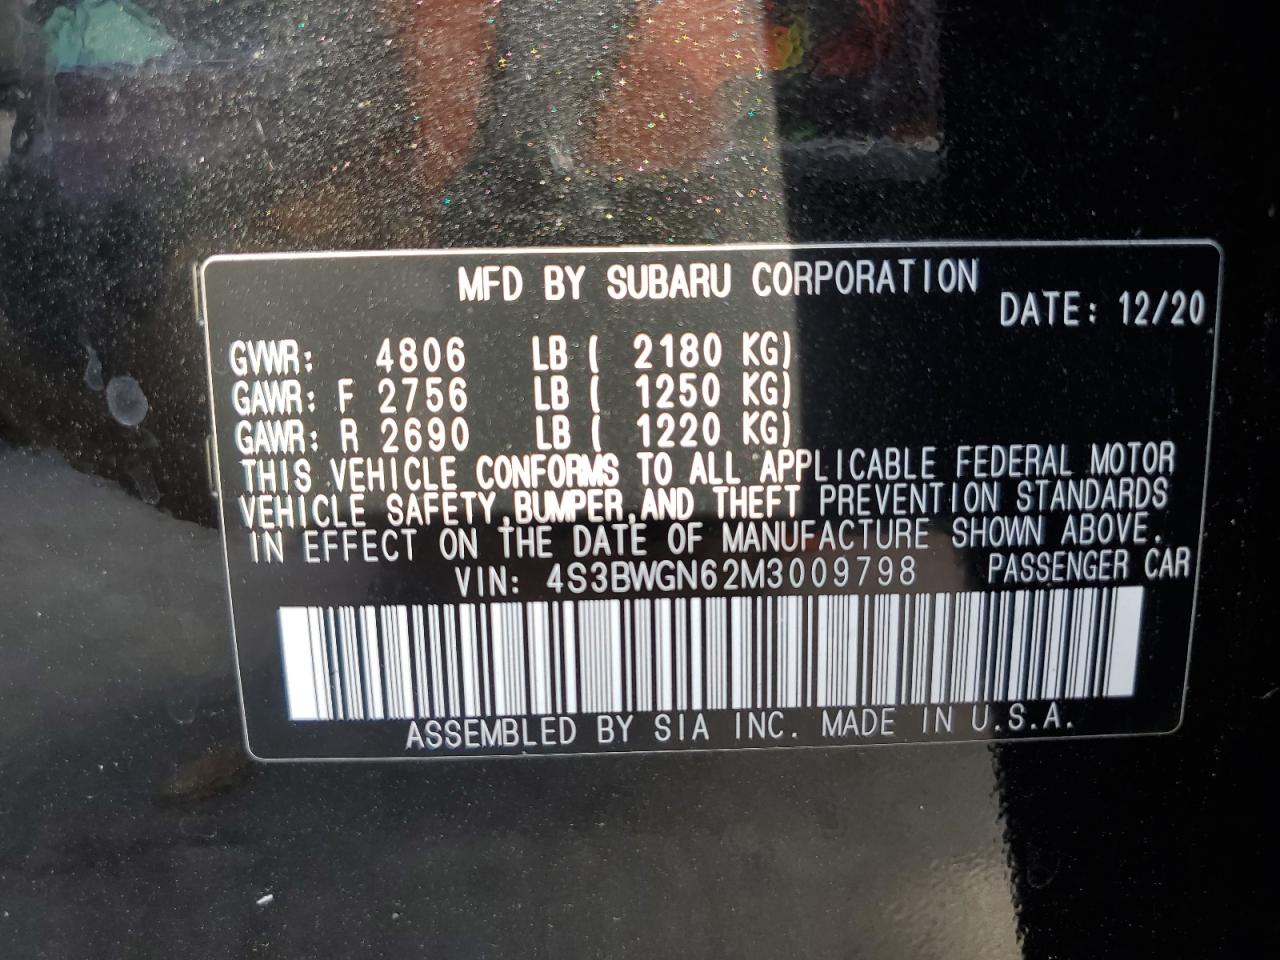 MFD BY SUBARU CORPORATION
DATE: 12/20
GVWR: 4806 LB ( 2180 KG)
GAWR: F 2756 LB ( 1250 KG)
GAWR: R 2690 LB ( 1220 KG)
THIS VEHICLE CONFORMS TO ALL APPLICABLE FEDERAL MOTOR
VEHICLE SAFETY,BUMPER,AND THEFT PREVENTION STANDARDS
IN EFFECT ON THE DATE OF MANUFACTURE SHOWN ABOVE.
VIN: 4S3BWGN62M3009798 PASSENGER CAR
ASSEMBLED BY SIA INC. MADE IN U.S.A.